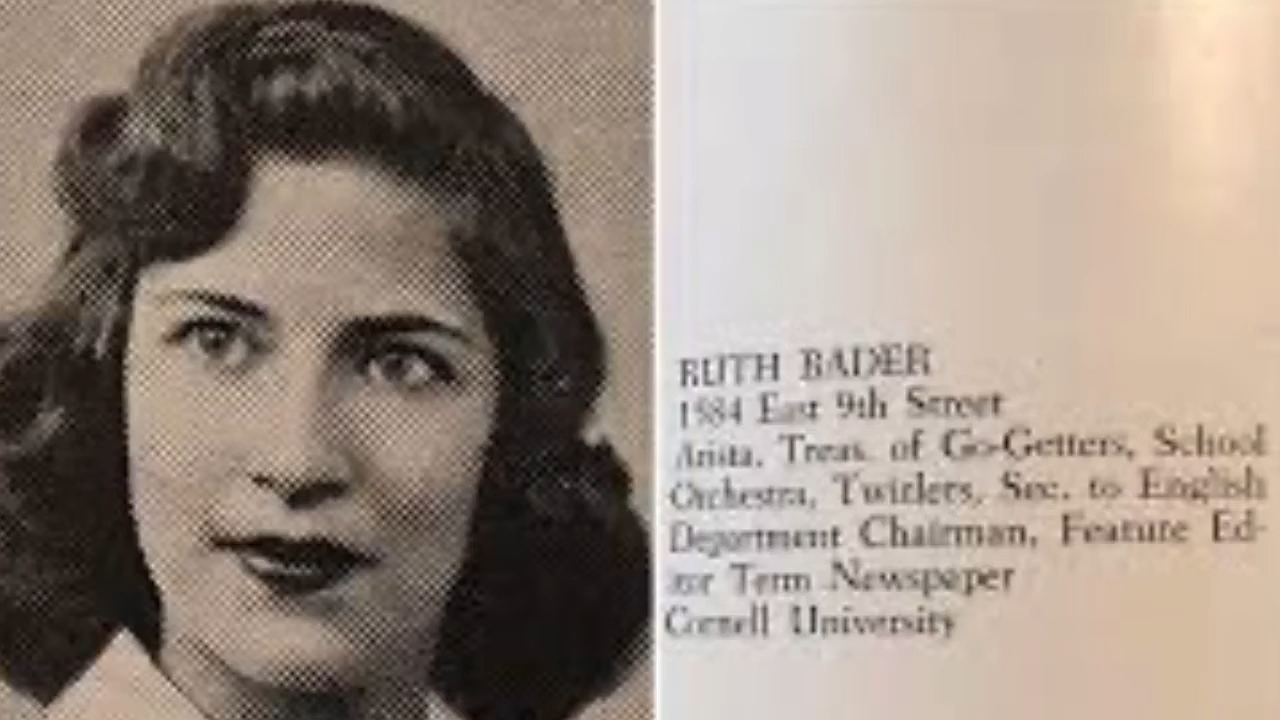 RUTH BADER
1584 East 9th Street
Arista, Treas. of Go-Getters, School
Orchestra, Twirlers, Sec. to English
Department Chairman, Feature Ed-
itor Term Newspaper
Cornell University